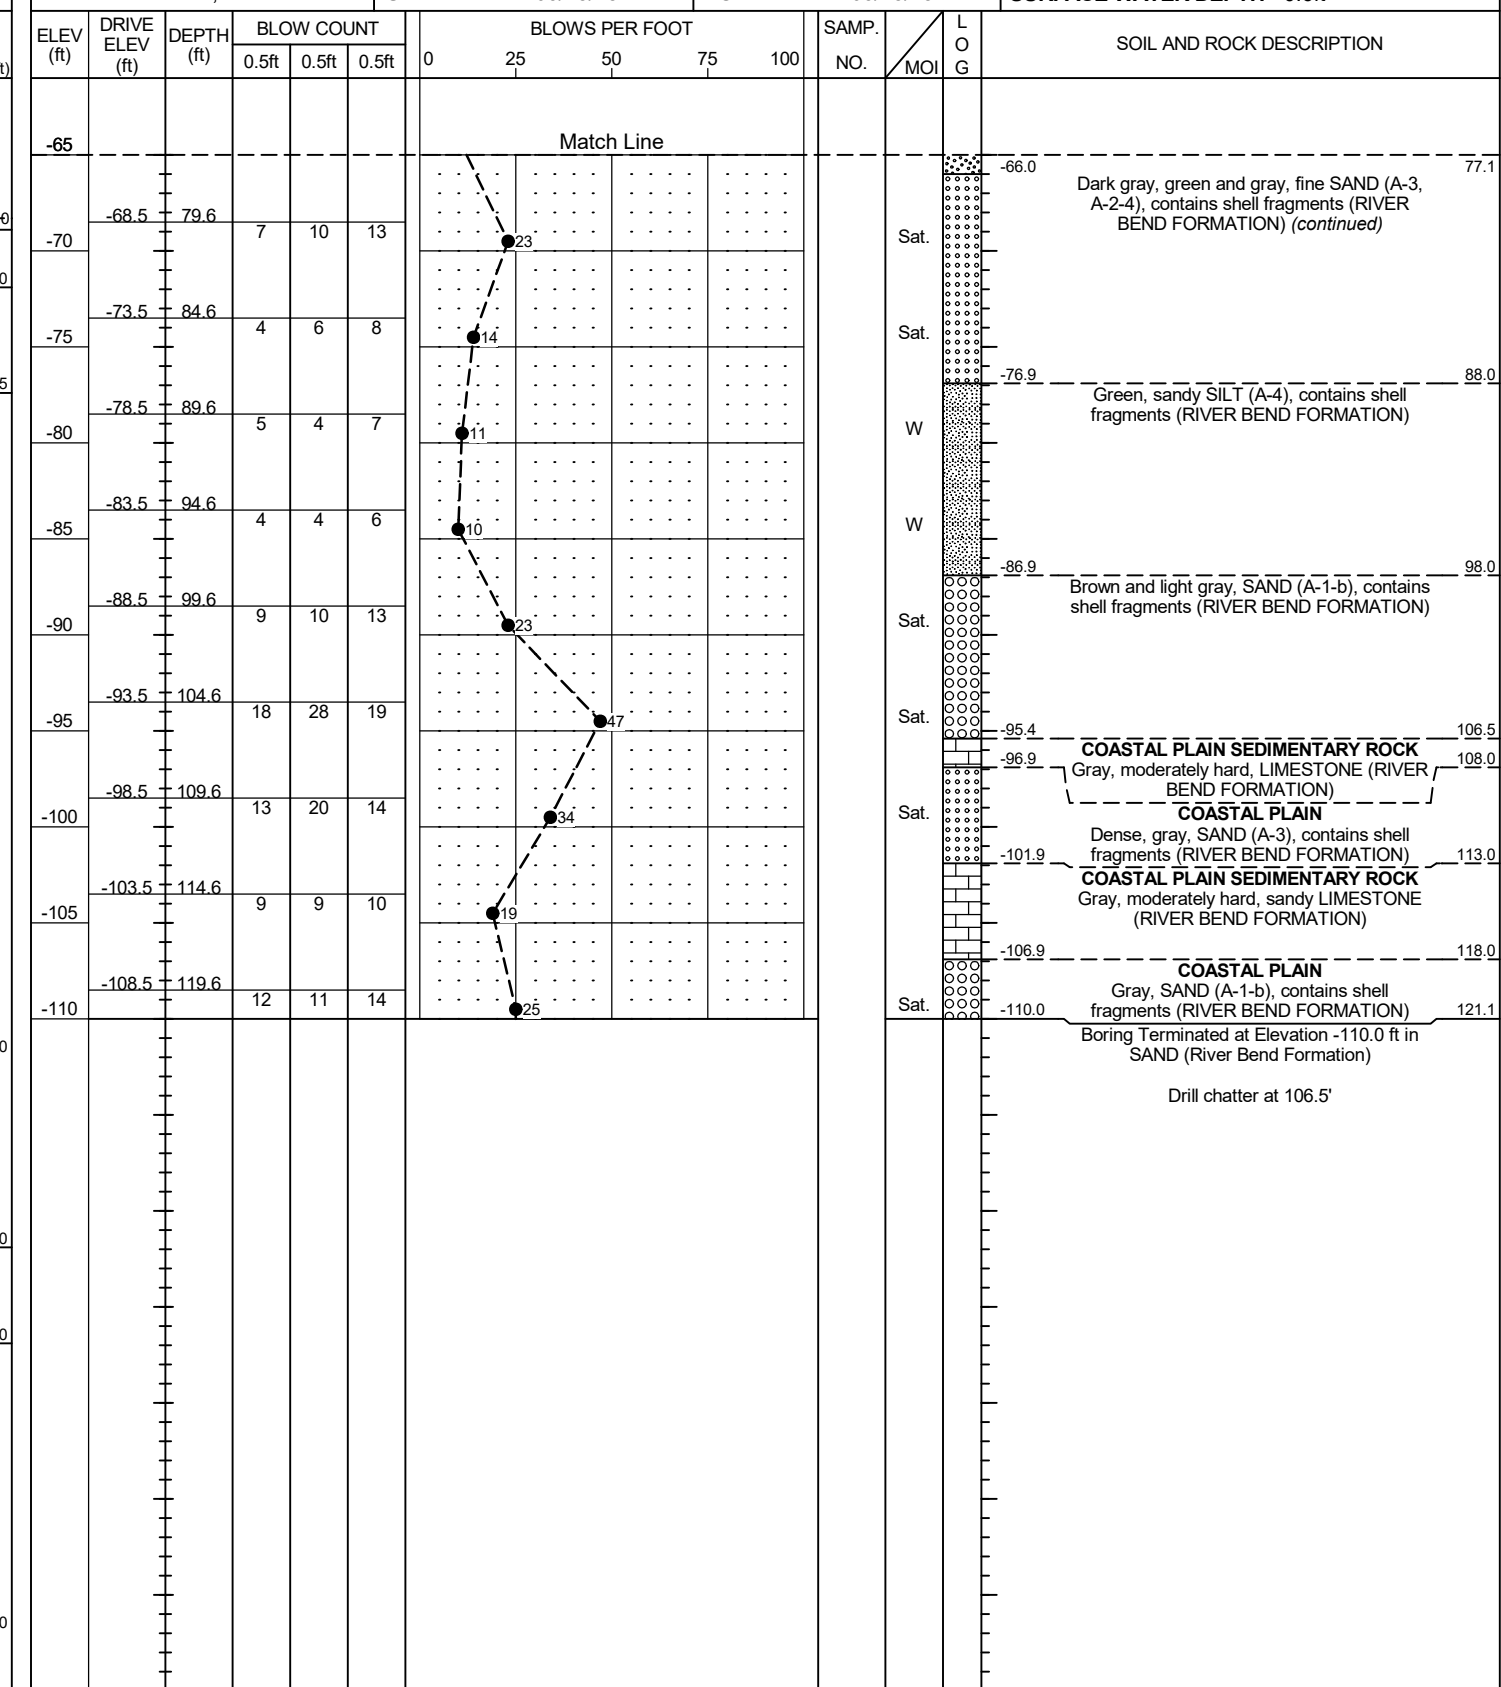 ELEV (ft) DRIVE ELEV (ft) DEPTH (ft) BLOW COUNT BLOWS PER FOOT SAMP. NO. MOI LOG SOIL AND ROCK DESCRIPTION
0.5ft 0.5ft 0.5ft 0 25 50 75 100
Match Line
-65
-66.0 77.1
Dark gray, green and gray, fine SAND (A-3,
A-2-4), contains shell fragments (RIVER
BEND FORMATION) (continued)
-68.5 79.6
7 10 13 23 Sat.
-70
-73.5 84.6
4 6 8 14 Sat.
-75
-76.9 88.0
Green, sandy SILT (A-4), contains shell
fragments (RIVER BEND FORMATION)
-78.5 89.6
5 4 7 11 W
-80
-83.5 94.6
4 4 6 10 W
-85
-86.9 98.0
Brown and light gray, SAND (A-1-b), contains
shell fragments (RIVER BEND FORMATION)
-88.5 99.6
9 10 13 23 Sat.
-90
-93.5 104.6
18 28 19 47 Sat.
-95
-95.4 106.5
COASTAL PLAIN SEDIMENTARY ROCK
-96.9 108.0
Gray, moderately hard, LIMESTONE (RIVER
BEND FORMATION)
-98.5 109.6
13 20 14 34 Sat.
-100
COASTAL PLAIN
Dense, gray, SAND (A-3), contains shell
fragments (RIVER BEND FORMATION)
-101.9 113.0
COASTAL PLAIN SEDIMENTARY ROCK
Gray, moderately hard, sandy LIMESTONE
(RIVER BEND FORMATION)
-103.5 114.6
9 9 10 19
-105
-106.9 118.0
COASTAL PLAIN
Gray, SAND (A-1-b), contains shell
fragments (RIVER BEND FORMATION)
-108.5 119.6
12 11 14 25 Sat.
-110
-110.0 121.1
Boring Terminated at Elevation -110.0 ft in
SAND (River Bend Formation)
Drill chatter at 106.5'